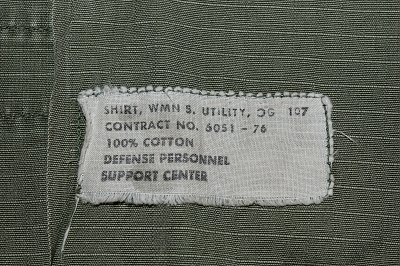 SHIRT, WMN S, UTILITY, OG 107
CONTRACT NO. 6051 - 76
100% COTTON
DEFENSE PERSONNEL
SUPPORT CENTER